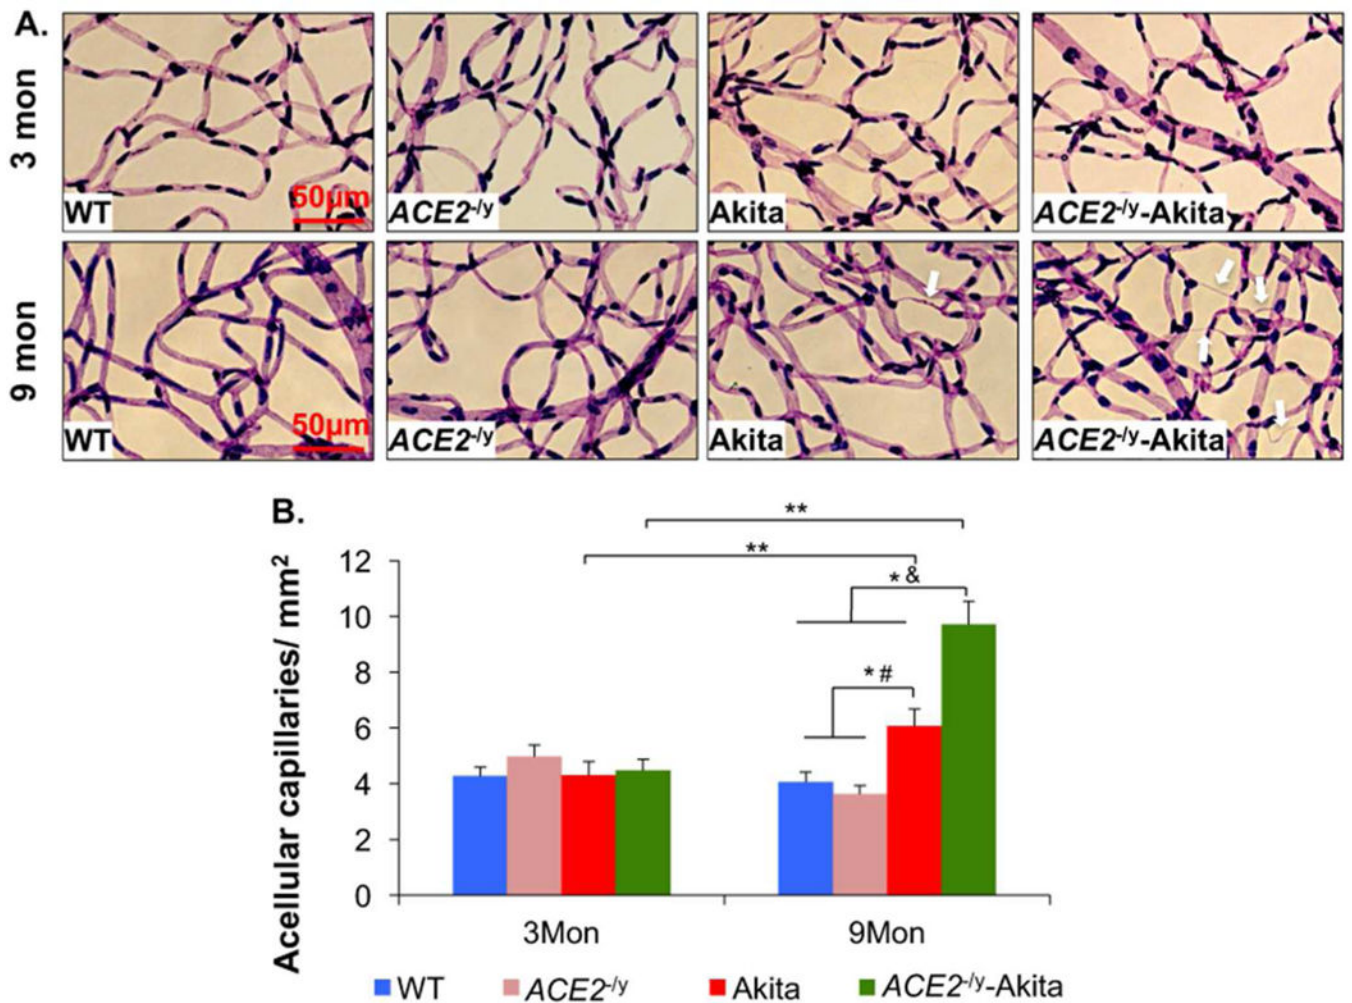 A.
3 mon
WT
50µm
ACE2-/y
Akita
ACE2-/y-Akita
9 mon
WT
50µm
ACE2-/y
Akita
ACE2-/y-Akita
B.
Acellular capillaries/ mm2
**
**
* &
* #
12
10
8
6
4
2
0
3Mon
9Mon
WT
ACE2-/y
Akita
ACE2-/y-Akita